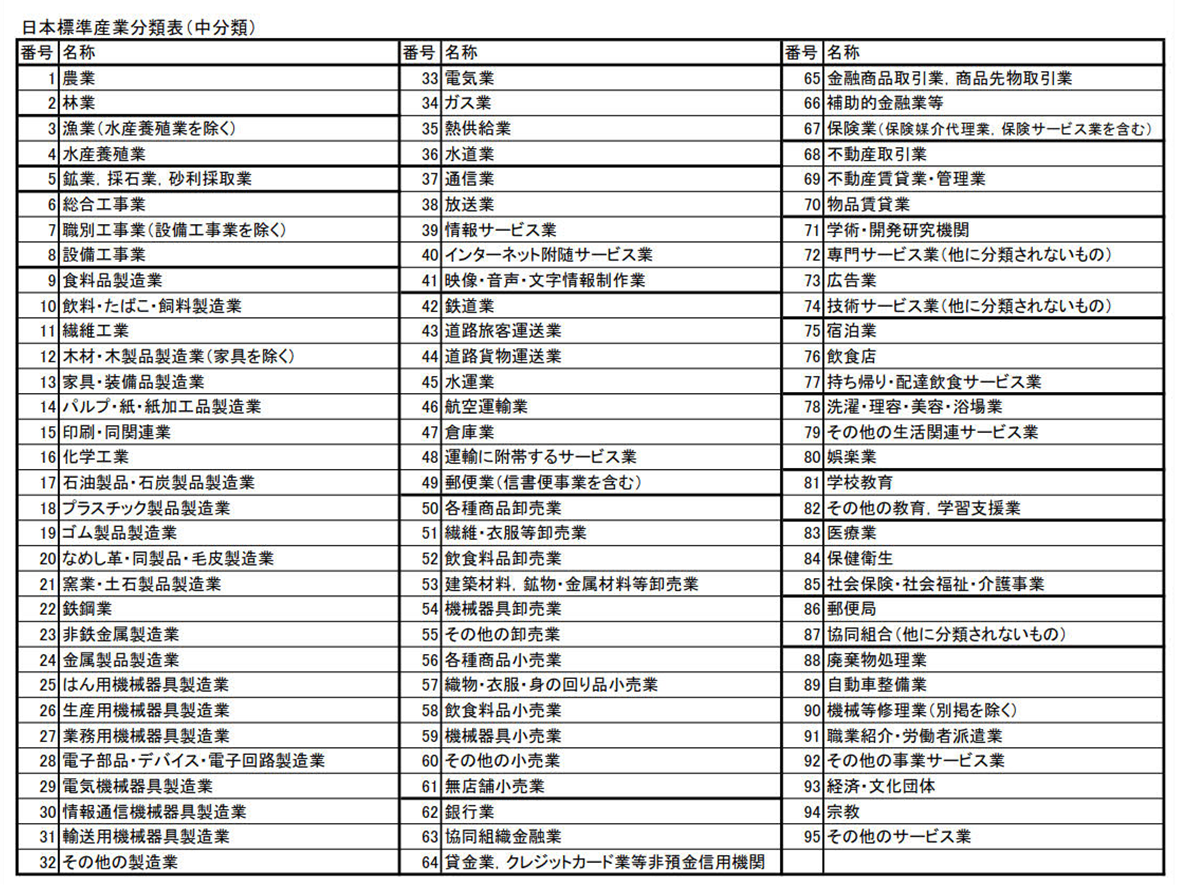 日本標準産業分類表（中分類）
番号 名称
1 農業
2 林業
3 漁業（水産養殖業を除く）
4 水産養殖業
5 鉱業，採石業，砂利採取業
6 総合工事業
7 職別工事業（設備工事業を除く）
8 設備工事業
9 食料品製造業
10 飲料・たばこ・飼料製造業
11 繊維工業
12 木材・木製品製造業（家具を除く）
13 家具・装備品製造業
14 パルプ・紙・紙加工品製造業
15 印刷・同関連業
16 化学工業
17 石油製品・石炭製品製造業
18 プラスチック製品製造業
19 ゴム製品製造業
20 なめし革・同製品・毛皮製造業
21 窯業・土石製品製造業
22 鉄鋼業
23 非鉄金属製造業
24 金属製品製造業
25 はん用機械器具製造業
26 生産用機械器具製造業
27 業務用機械器具製造業
28 電子部品・デバイス・電子回路製造業
29 電気機械器具製造業
30 情報通信機械器具製造業
31 輸送用機械器具製造業
32 その他の製造業
番号 名称
33 電気業
34 ガス業
35 熱供給業
36 水道業
37 通信業
38 放送業
39 情報サービス業
40 インターネット附随サービス業
41 映像・音声・文字情報制作業
42 鉄道業
43 道路旅客運送業
44 道路貨物運送業
45 水運業
46 航空運輸業
47 倉庫業
48 運輸に附帯するサービス業
49 郵便業（信書便事業を含む）
50 各種商品卸売業
51 繊維・衣服等卸売業
52 飲食料品卸売業
53 建築材料，鉱物・金属材料等卸売業
54 機械器具卸売業
55 その他の卸売業
56 各種商品小売業
57 織物・衣服・身の回り品小売業
58 飲食料品小売業
59 機械器具小売業
60 その他の小売業
61 無店舗小売業
62 銀行業
63 協同組織金融業
64 貸金業，クレジットカード業等非預金信用機関
番号 名称
65 金融商品取引業，商品先物取引業
66 補助的金融業等
67 保険業（保険媒介代理業，保険サービス業を含む）
68 不動産取引業
69 不動産賃貸業・管理業
70 物品賃貸業
71 学術・開発研究機関
72 専門サービス業（他に分類されないもの）
73 広告業
74 技術サービス業（他に分類されないもの）
75 宿泊業
76 飲食店
77 持ち帰り・配達飲食サービス業
78 洗濯・理容・美容・浴場業
79 その他の生活関連サービス業
80 娯楽業
81 学校教育
82 その他の教育，学習支援業
83 医療業
84 保健衛生
85 社会保険・社会福祉・介護事業
86 郵便局
87 協同組合（他に分類されないもの）
88 廃棄物処理業
89 自動車整備業
90 機械等修理業（別掲を除く）
91 職業紹介・労働者派遣業
92 その他の事業サービス業
93 経済・文化団体
94 宗教
95 その他のサービス業